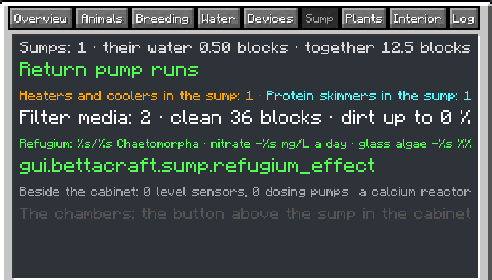 Overview Animals Breeding Water Devices Sump Plants Interior Log
Sumps: 1 · their water 0.50 blocks · together 12.5 blocks
Return pump runs
Heaters and coolers in the sump: 1 · Protein skimmers in the sump: 1
Filter media: 2 · clean 36 blocks · dirt up to 0 %
Refugium: %s/%s Chaetomorpha · nitrate -%s mg/L a day · glass algae -%s %%
gui.bettacraft.sump.refugium_effect
Beside the cabinet: 0 level sensors, 0 dosing pumps a calcium reactor
The chambers: the button above the sump in the cabinet